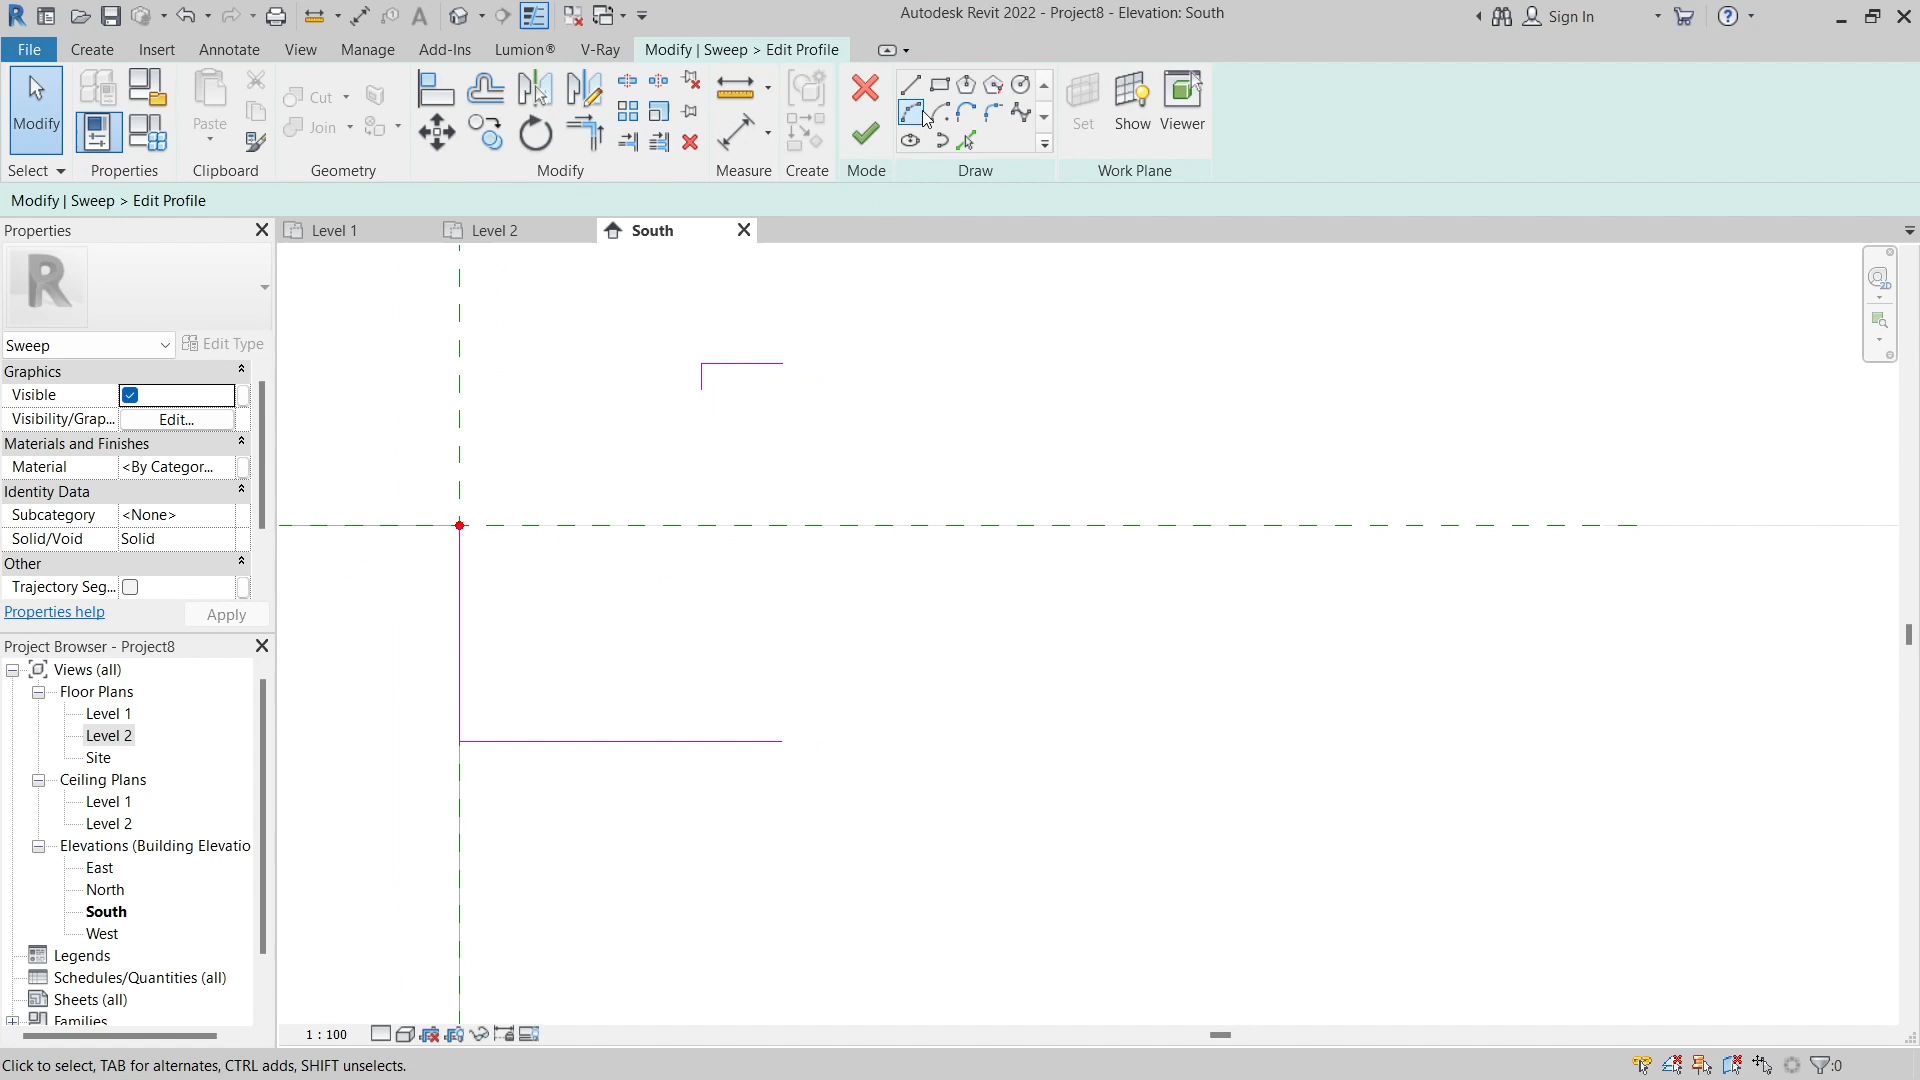 Autodesk Revit 2022 - Project8 - Elevation: South
Sign In
File
Create
Insert
Annotate
View
Manage
Add-Ins
Lumion®
V-Ray
Modify | Sweep > Edit Profile
Modify
Paste
Cut
Join
Set
Show
Viewer
Select
Properties
Clipboard
Geometry
Modify
Measure
Create
Mode
Draw
Work Plane
Modify | Sweep > Edit Profile
Properties
Level 1
Level 2
South
Sweep
Edit Type
Graphics
Visible
Visibility/Grap...
Edit...
Materials and Finishes
Material
<By Categor...
Identity Data
Subcategory
<None>
Solid/Void
Solid
Other
Trajectory Seg...
Properties help
Apply
Project Browser - Project8
Views (all)
Floor Plans
Level 1
Level 2
Site
Ceiling Plans
Level 1
Level 2
Elevations (Building Elevatio
East
North
South
West
Legends
Schedules/Quantities (all)
Sheets (all)
Families
1 : 100
2D
Click to select, TAB for alternates, CTRL adds, SHIFT unselects.
:0